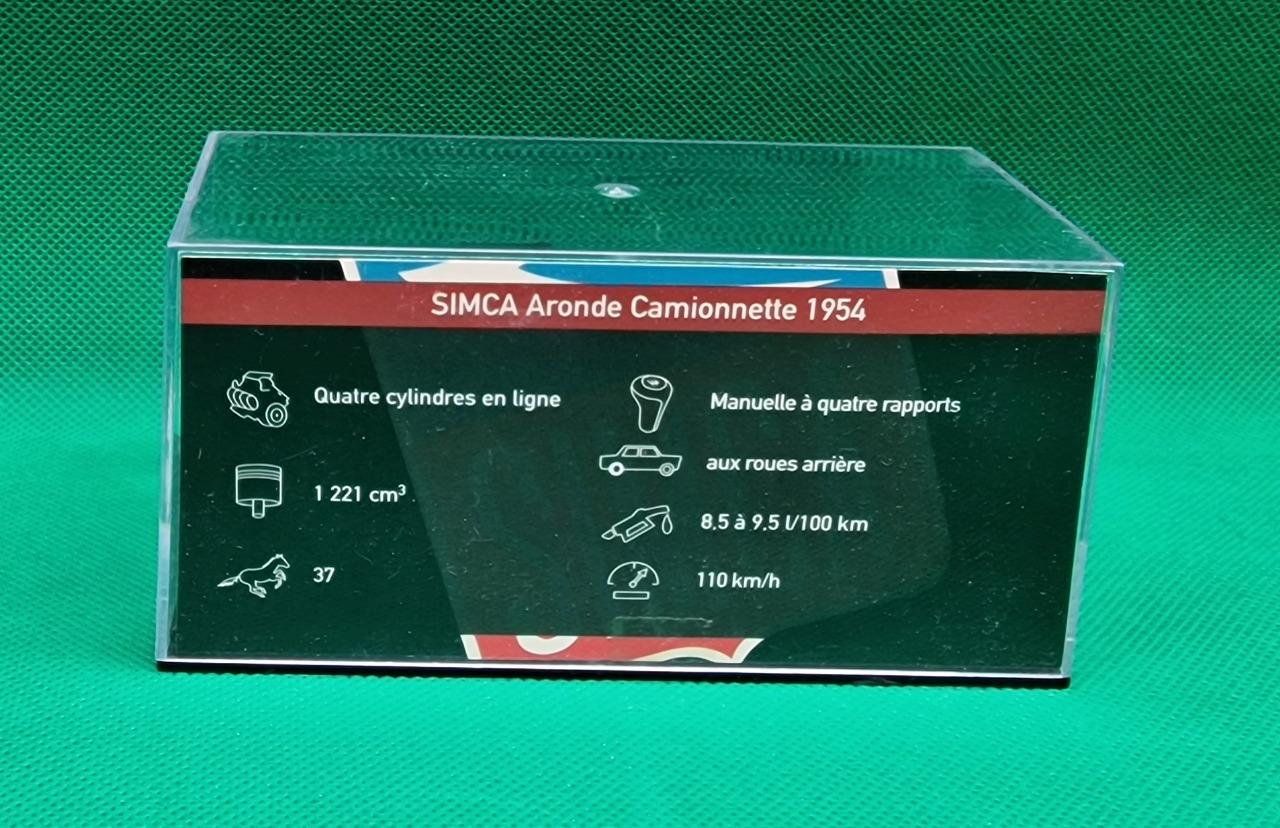 SIMCA Aronde Camionnette 1954
Quatre cylindres en ligne
1 221 cm³
37
Manuelle à quatre rapports
aux roues arrière
8,5 à 9,5 l/100 km
110 km/h